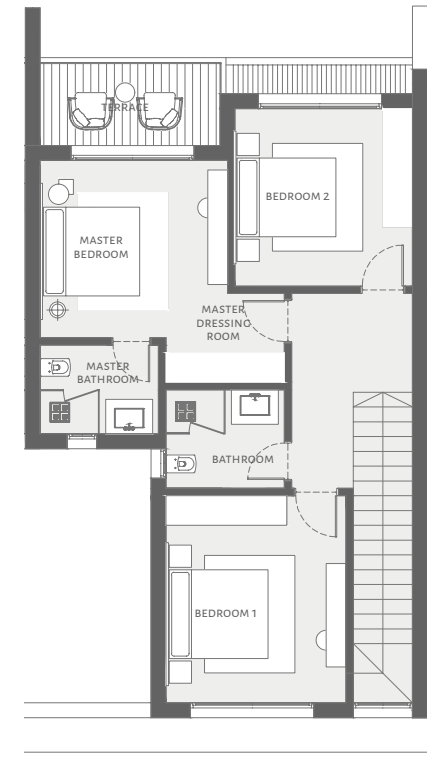 TERRACE
BEDROOM 2
MASTER
BEDROOM
MASTER
DRESSING
ROOM
MASTER
BATHROOM
BATHROOM
BEDROOM 1